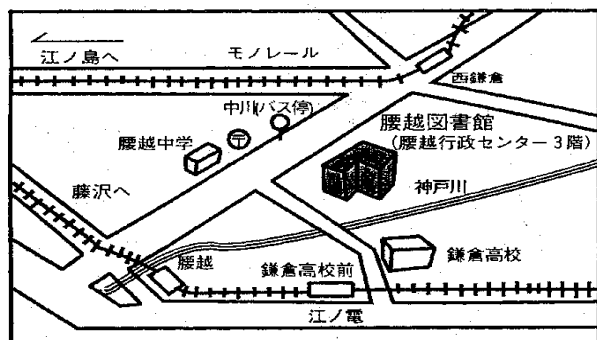 江ノ島へ
モノレール
西鎌倉
中川(バス停)
腰越中学
〒
腰越図書館
(腰越行政センター3階)
藤沢へ
神戸川
腰越
鎌倉高校前
鎌倉高校
江ノ電